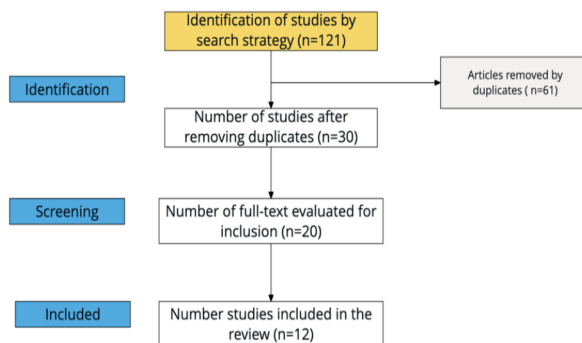 Identification of studies by
search strategy (n=121)
Articles removed by
duplicates ( n=61)
Identification
Number of studies after
removing duplicates (n=30)
Screening
Number of full-text evaluated for
inclusion (n=20)
Included
Number studies included in the
review (n=12)